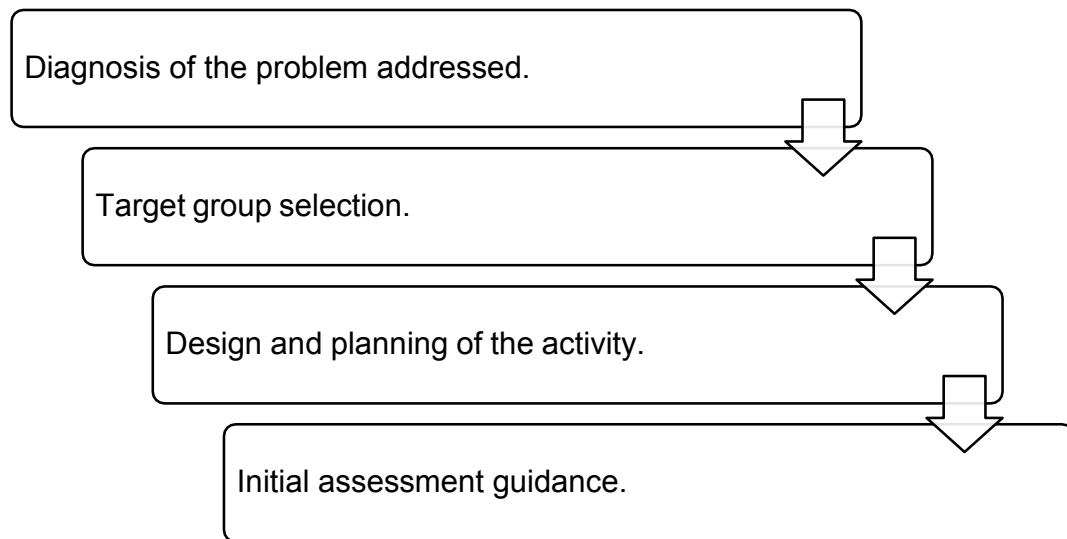 Diagnosis of the problem addressed.
Target group selection.
Design and planning of the activity.
Initial assessment guidance.